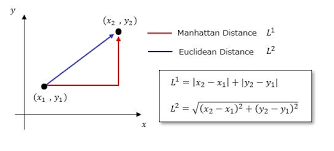 y
(x₂ , y₂)
Manhattan Distance L¹
Euclidean Distance L²
(x₁ , y₁)
x
L¹ = |x₂ − x₁| + |y₂ − y₁|
L² = √((x₂ − x₁)² + (y₂ − y₁)²)